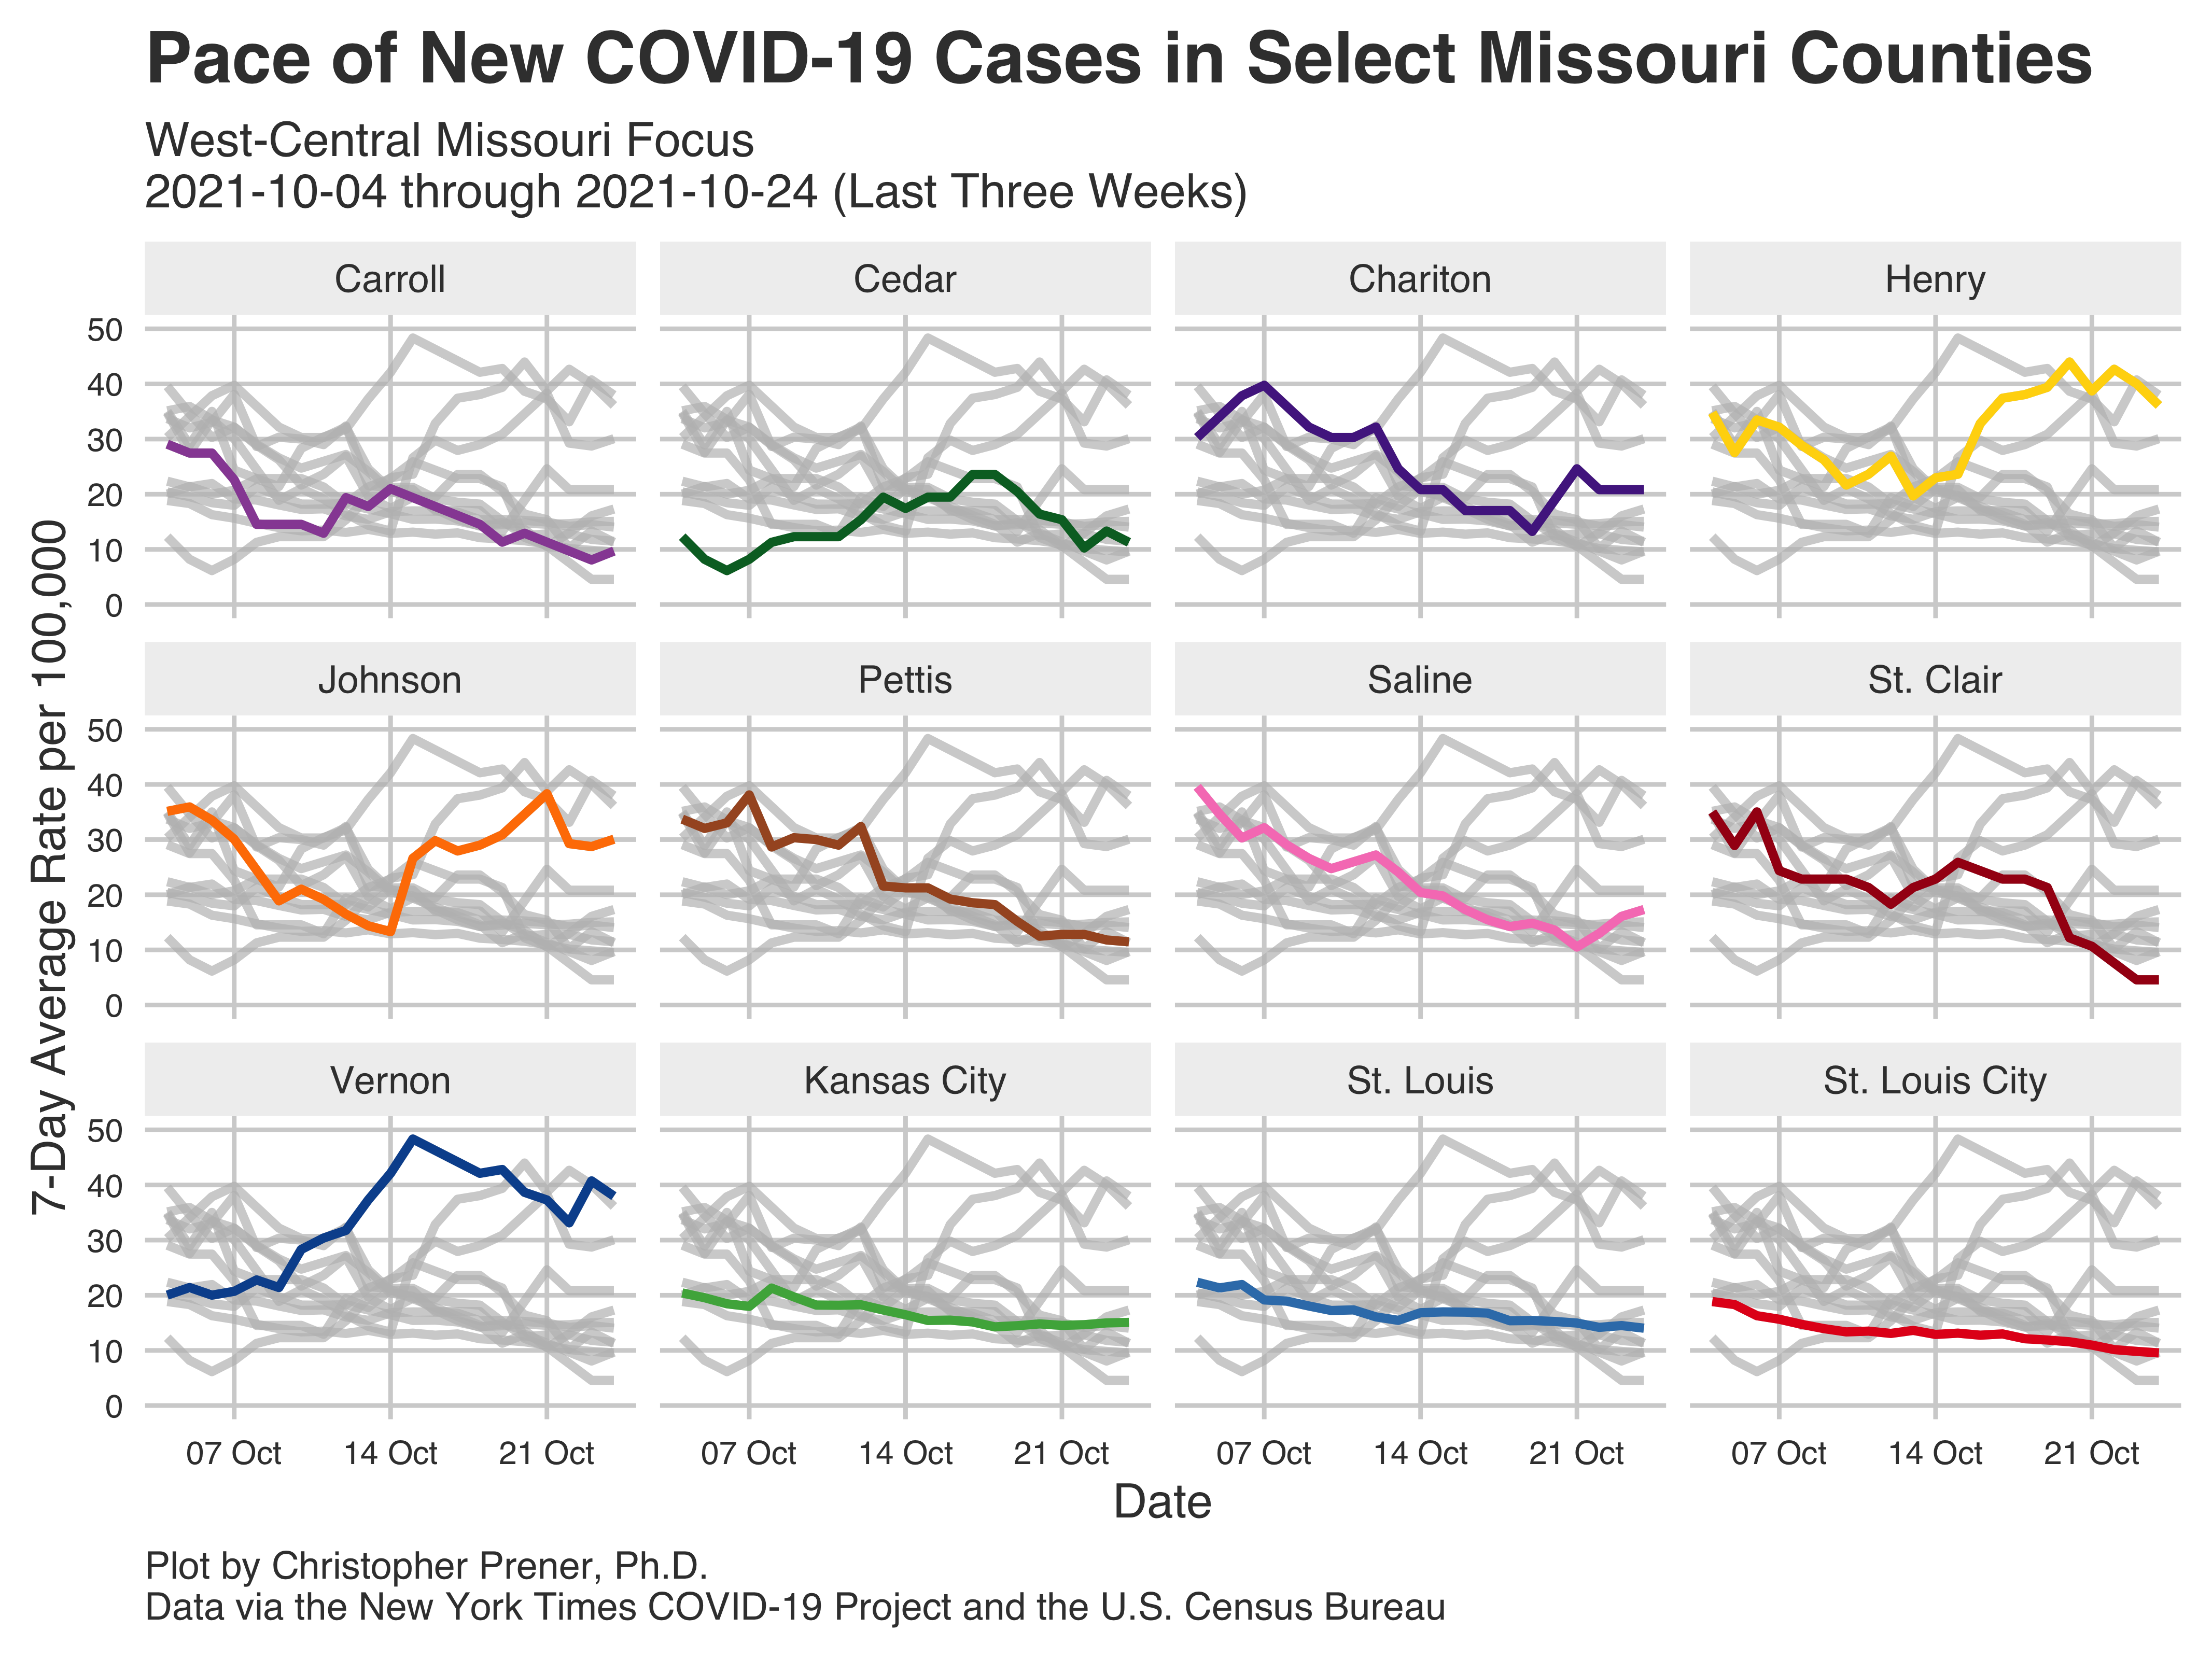 Pace of New COVID-19 Cases in Select Missouri Counties
West-Central Missouri Focus
2021-10-04 through 2021-10-24 (Last Three Weeks)
7-Day Average Rate per 100,000
Carroll
Cedar
Chariton
Henry
50
40
30
20
10
0
Johnson
Pettis
Saline
St. Clair
50
40
30
20
10
0
Vernon
Kansas City
St. Louis
St. Louis City
50
40
30
20
10
0
07 Oct 14 Oct 21 Oct
07 Oct 14 Oct 21 Oct
07 Oct 14 Oct 21 Oct
07 Oct 14 Oct 21 Oct
Date
Plot by Christopher Prener, Ph.D.
Data via the New York Times COVID-19 Project and the U.S. Census Bureau